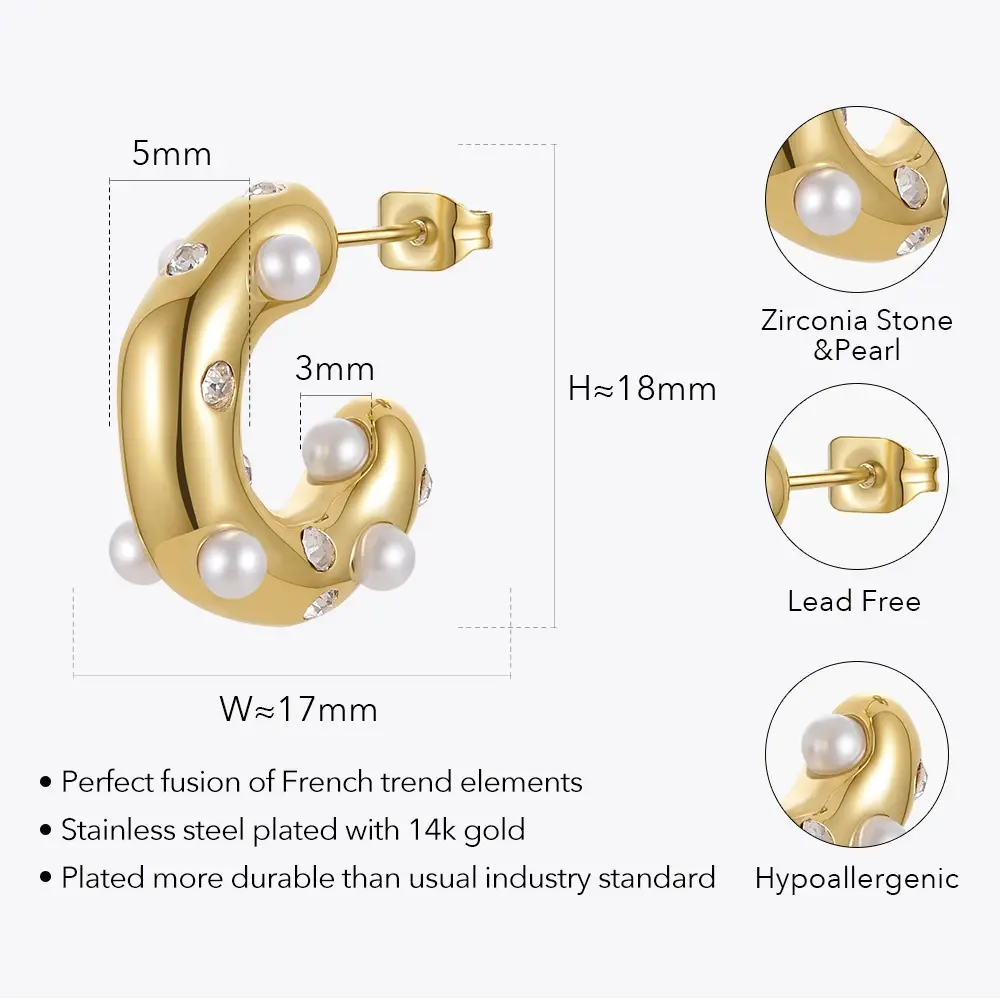 5mm
3mm
H≈18mm
W≈17mm
Zirconia Stone
&Pearl
Lead Free
Hypoallergenic
• Perfect fusion of French trend elements
• Stainless steel plated with 14k gold
• Plated more durable than usual industry standard